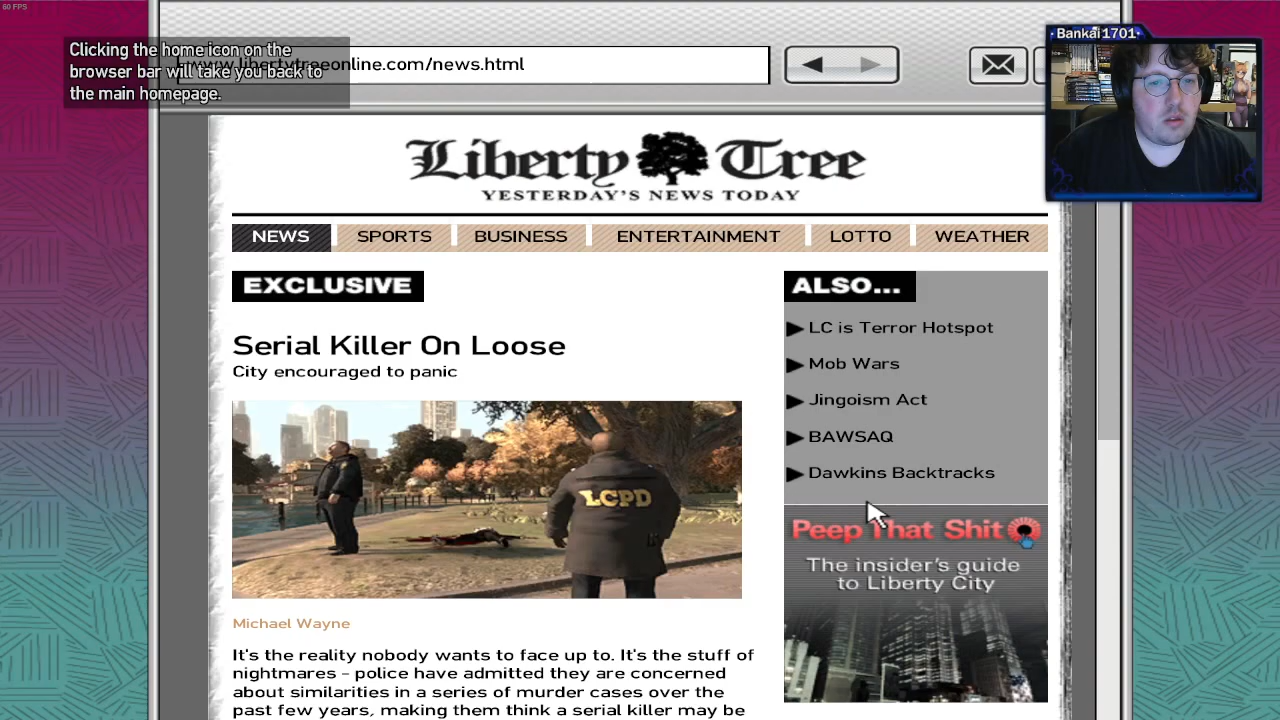 60 FPS
Clicking the home icon on the
browser bar will take you back to
the main homepage.
www.libertytreeonline.com/news.html
Bankai1701
Liberty Tree
YESTERDAY'S NEWS TODAY
NEWS SPORTS BUSINESS ENTERTAINMENT LOTTO WEATHER
EXCLUSIVE
Serial Killer On Loose
City encouraged to panic
LCPD
Michael Wayne
It's the reality nobody wants to face up to. It's the stuff of
nightmares - police have admitted they are concerned
about similarities in a series of murder cases over the
past few years, making them think a serial killer may be
ALSO...
LC is Terror Hotspot
Mob Wars
Jingoism Act
BAWSAQ
Dawkins Backtracks
Peep That Shit
The insider's guide
to Liberty City